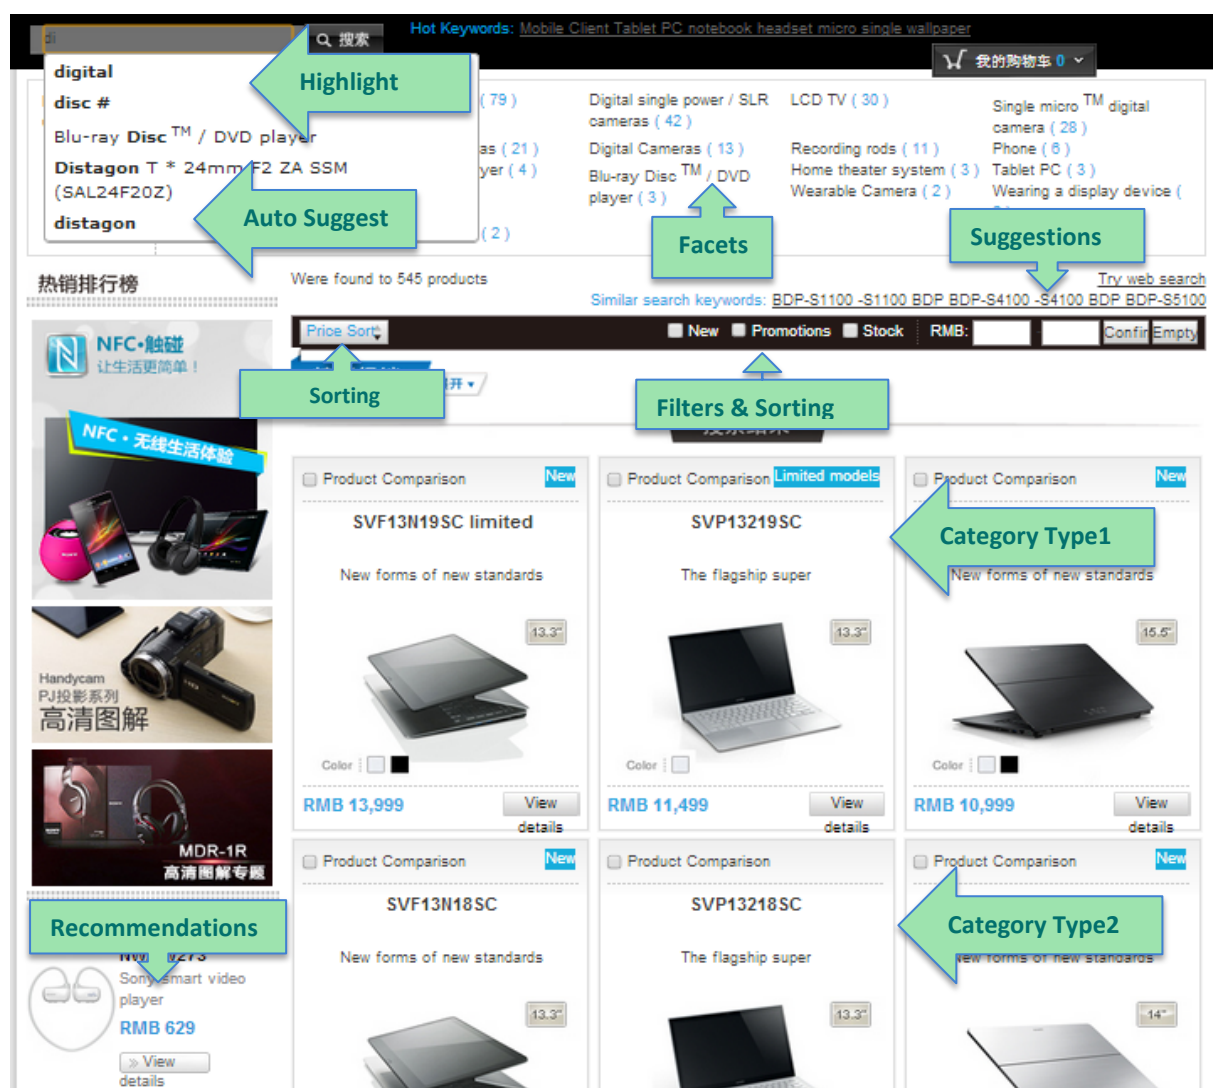 di
搜索
Hot Keywords: Mobile Client Tablet PC notebook headset micro single wallpaper
我的购物车 0
digital
disc #
Blu-ray Disc TM / DVD player
Distagon T * 24mm F2 ZA SSM
(SAL24F20Z)
distagon
Highlight
Auto Suggest
( 79 )
as ( 21 )
yer ( 4 )
( 2 )
Digital single power / SLR
cameras ( 42 )
Digital Cameras ( 13 )
Blu-ray Disc TM / DVD
player ( 3 )
LCD TV ( 30 )
Recording rods ( 11 )
Home theater system ( 3 )
Wearable Camera ( 2 )
Single micro TM digital
camera ( 28 )
Phone ( 6 )
Tablet PC ( 3 )
Wearing a display device (
Facets
Suggestions
热销排行榜
Were found to 545 products
Try web search
Similar search keywords: BDP-S1100 -S1100 BDP BDP-S4100 -S4100 BDP BDP-S5100
Price Sort
New
Promotions
Stock
RMB:
-
Confir
Empty
开
Sorting
Filters & Sorting
NFC•触碰
让生活更简单！
NFC・无线生活体验
Handycam
PJ投影系列
高清图解
MDR-1R
高清图解专题
Product Comparison
New
SVF13N19SC limited
New forms of new standards
13.3"
Color
RMB 13,999
View
details
Product Comparison
Limited models
SVP13219SC
The flagship super
13.3"
Color
RMB 11,499
View
details
Product Comparison
New
Category Type1
New forms of new standards
15.5"
Color
RMB 10,999
View
details
Product Comparison
New
SVF13N18SC
New forms of new standards
13.3"
Product Comparison
SVP13218SC
The flagship super
13.3"
Product Comparison
New
Category Type2
New forms of new standards
14"
Recommendations
Sony smart video
player
RMB 629
» View
details